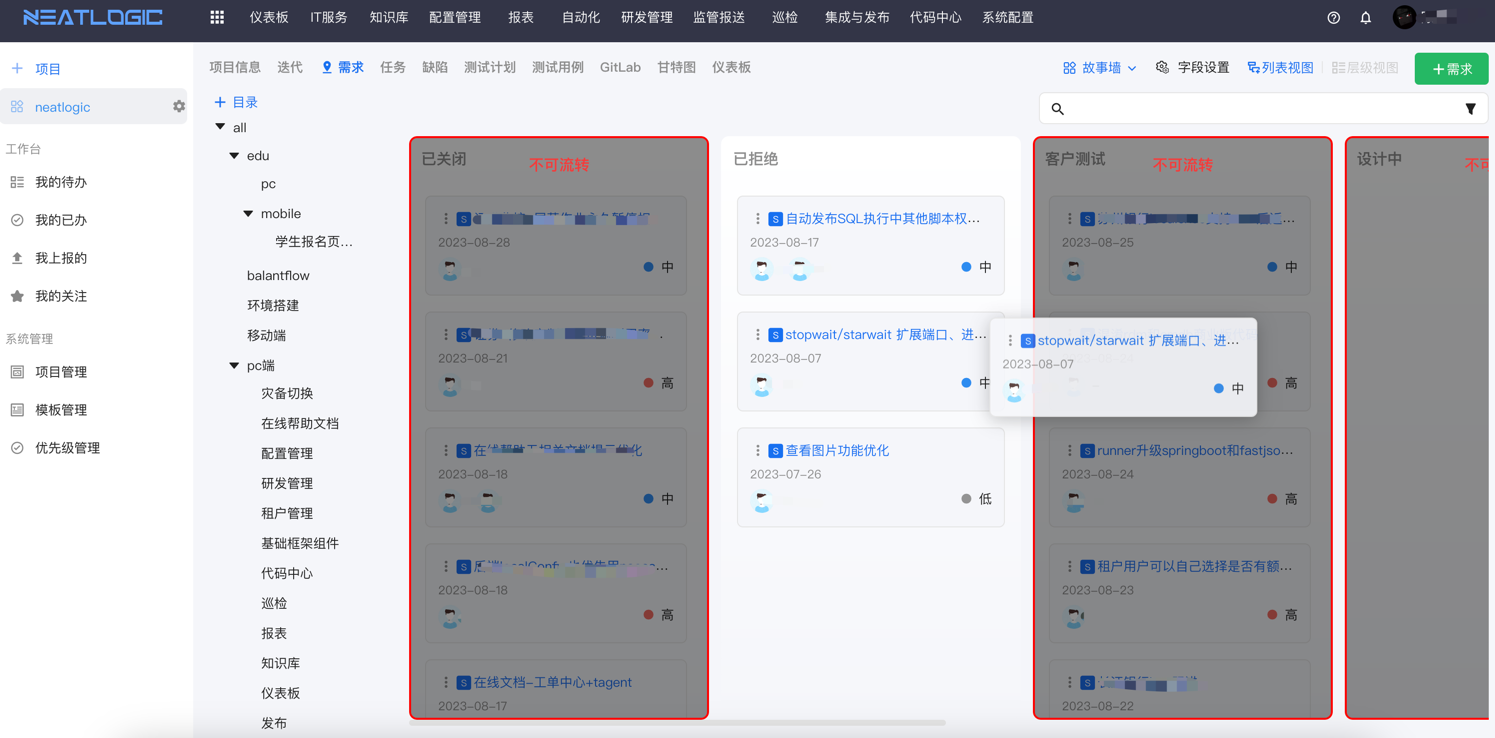 NEATLOGIC
仪表板 IT服务 知识库 配置管理 报表 自动化 研发管理 监管报送 巡检 集成与发布 代码中心 系统配置
项目
neatlogic
工作台
我的待办
我的已办
我上报的
我的关注
系统管理
项目管理
模板管理
优先级管理
项目信息 迭代 需求 任务 缺陷 测试计划 测试用例 GitLab 甘特图 仪表板
故事墙 字段设置 列表视图 层级视图 +需求
目录
all
edu
pc
mobile
学生报名页...
balantflow
环境搭建
移动端
pc端
灾备切换
在线帮助文档
配置管理
研发管理
租户管理
基础框架组件
代码中心
巡检
报表
知识库
仪表板
发布
已关闭
不可流转
S
2023-08-28
中
S
2023-08-21
高
S 在线帮助
2023-08-18
中
S
2023-08-18
高
S 在线文档-工单中心+tagent
2023-08-17
已拒绝
S 自动发布SQL执行中其他脚本权...
2023-08-17
中
S stopwait/starwait 扩展端口、进...
2023-08-07
中
S 查看图片功能优化
2023-07-26
低
客户测试
不可流转
S
2023-08-25
中
高
S stopwait/starwait 扩展端口、进...
2023-08-07
中
S runner升级springboot和fastjso...
2023-08-24
高
S 租户用户可以自己选择是否有额...
2023-08-23
高
S
2023-08-22
设计中
不可